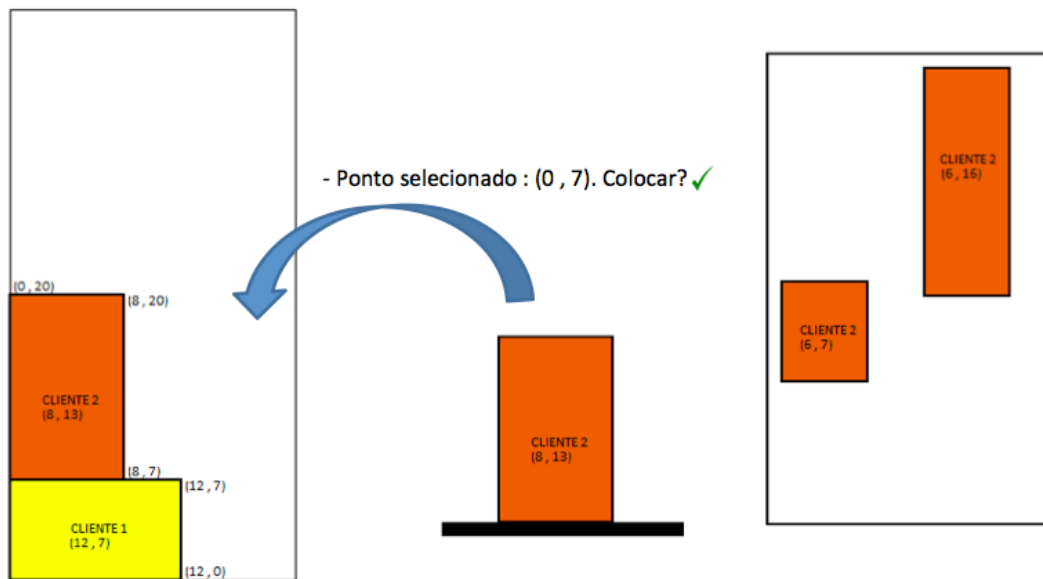 - Ponto selecionado : (0 , 7). Colocar?
(0 , 20)
(8 , 20)
CLIENTE 2
(8 , 13)
(8 , 7)
(12 , 7)
CLIENTE 1
(12 , 7)
(12 , 0)
CLIENTE 2
(8 , 13)
CLIENTE 2
(6 , 16)
CLIENTE 2
(6 , 7)